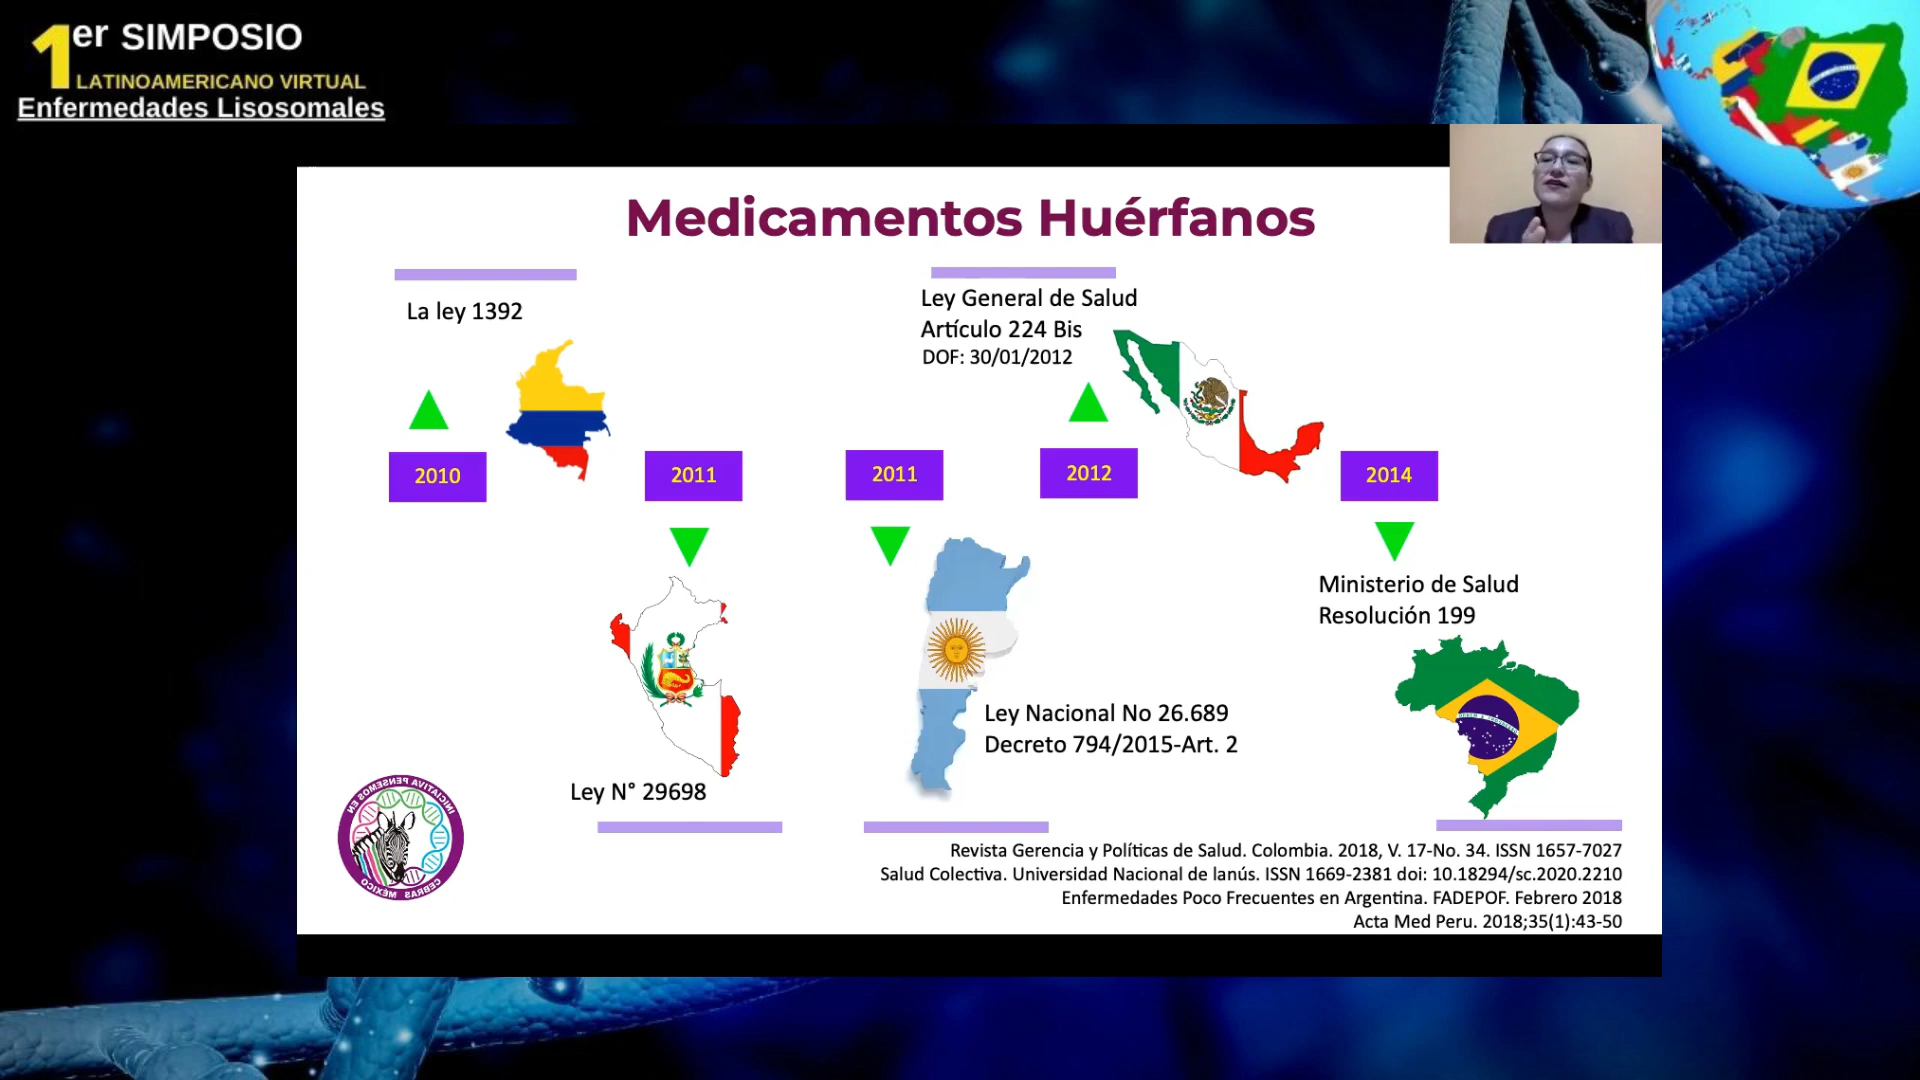 1er SIMPOSIO
LATINOAMERICANO VIRTUAL
Enfermedades Lisosomales
Medicamentos Huérfanos
La ley 1392
Ley General de Salud
Artículo 224 Bis
DOF: 30/01/2012
2010
2011
2011
2012
2014
Ministerio de Salud
Resolución 199
Ley Nacional No 26.689
Decreto 794/2015-Art. 2
Ley N° 29698
INICIATIVA PENSEMOS EN
CEBRAS MÉXICO
Revista Gerencia y Políticas de Salud. Colombia. 2018, V. 17-No. 34. ISSN 1657-7027
Salud Colectiva. Universidad Nacional de lanús. ISSN 1669-2381 doi: 10.18294/sc.2020.2210
Enfermedades Poco Frecuentes en Argentina. FADEPOF. Febrero 2018
Acta Med Peru. 2018;35(1):43-50